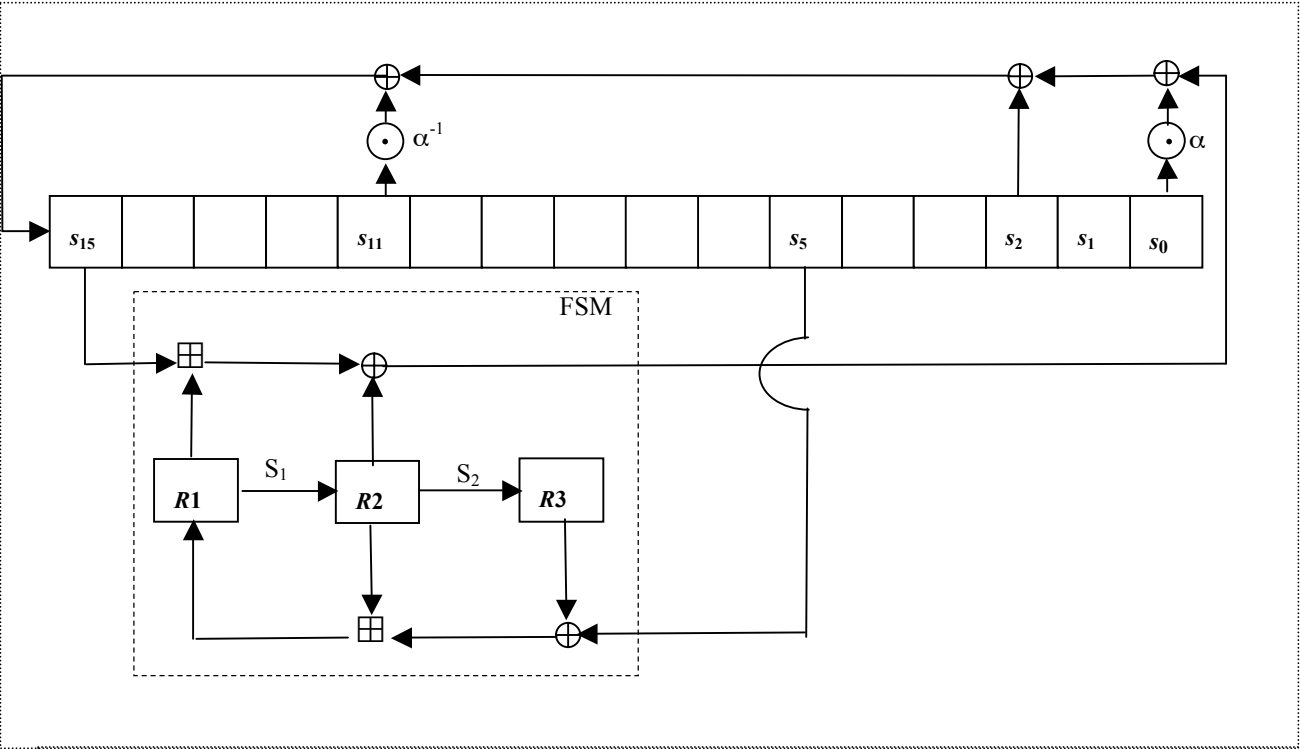 α⁻¹
α
s₁₅ s₁₁ s₅ s₂ s₁ s₀
FSM
S₁ S₂
R1 R2 R3